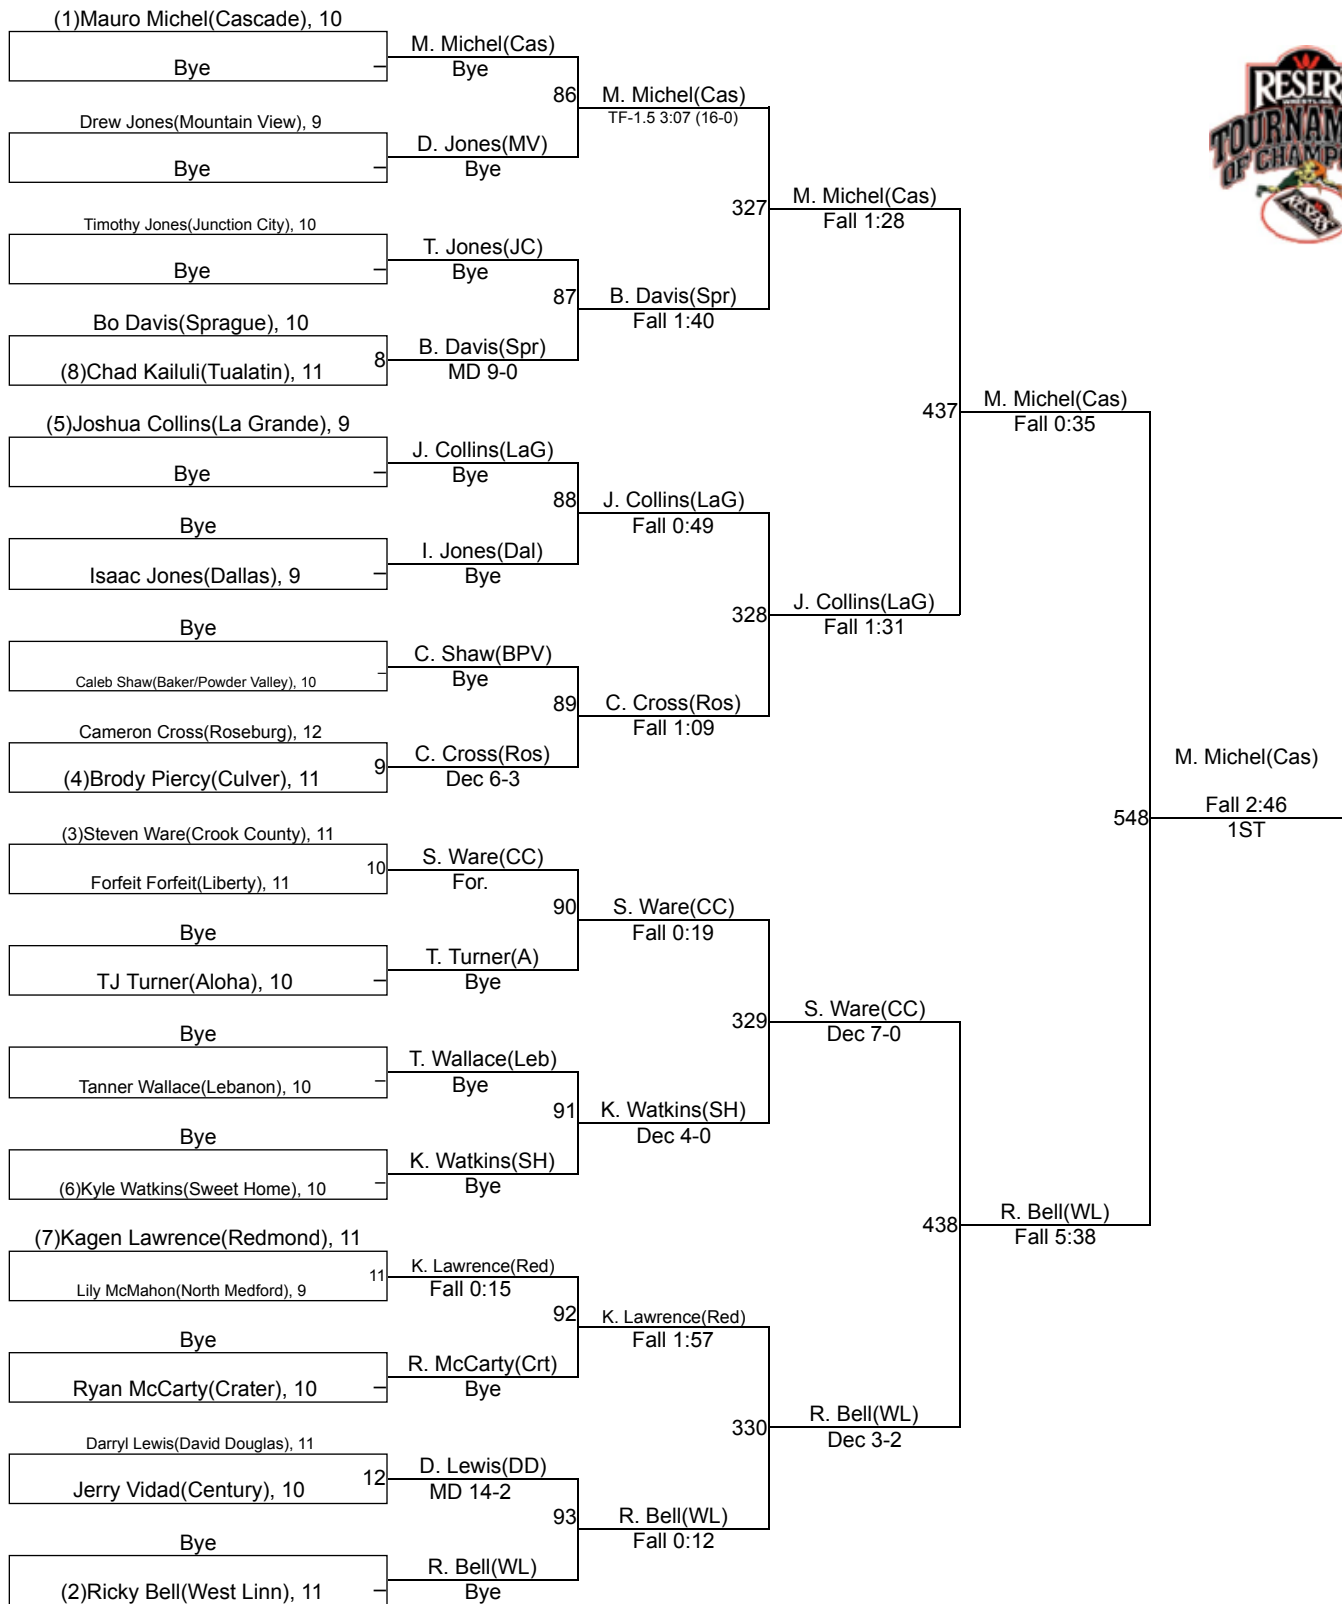 (1)Mauro Michel(Cascade), 10
Bye
–
M. Michel(Cas)
Bye
86
Drew Jones(Mountain View), 9
Bye
–
D. Jones(MV)
Bye
M. Michel(Cas)
TF-1.5 3:07 (16-0)
327
Timothy Jones(Junction City), 10
Bye
–
T. Jones(JC)
Bye
87
Bo Davis(Sprague), 10
(8)Chad Kailuli(Tualatin), 11
8
B. Davis(Spr)
MD 9-0
B. Davis(Spr)
Fall 1:40
M. Michel(Cas)
Fall 1:28
437
(5)Joshua Collins(La Grande), 9
Bye
–
J. Collins(LaG)
Bye
88
Bye
Isaac Jones(Dallas), 9
–
I. Jones(Dal)
Bye
J. Collins(LaG)
Fall 0:49
328
Bye
Caleb Shaw(Baker/Powder Valley), 10
–
C. Shaw(BPV)
Bye
89
Cameron Cross(Roseburg), 12
(4)Brody Piercy(Culver), 11
9
C. Cross(Ros)
Dec 6-3
C. Cross(Ros)
Fall 1:09
J. Collins(LaG)
Fall 1:31
M. Michel(Cas)
Fall 0:35
548
(3)Steven Ware(Crook County), 11
Forfeit Forfeit(Liberty), 11
10
S. Ware(CC)
For.
90
Bye
TJ Turner(Aloha), 10
–
T. Turner(A)
Bye
S. Ware(CC)
Fall 0:19
329
Bye
Tanner Wallace(Lebanon), 10
–
T. Wallace(Leb)
Bye
91
Bye
(6)Kyle Watkins(Sweet Home), 10
–
K. Watkins(SH)
Bye
K. Watkins(SH)
Dec 4-0
S. Ware(CC)
Dec 7-0
438
(7)Kagen Lawrence(Redmond), 11
Lily McMahon(North Medford), 9
11
K. Lawrence(Red)
Fall 0:15
92
Bye
Ryan McCarty(Crater), 10
–
R. McCarty(Crt)
Bye
K. Lawrence(Red)
Fall 1:57
330
Darryl Lewis(David Douglas), 11
Jerry Vidad(Century), 10
12
D. Lewis(DD)
MD 14-2
93
Bye
(2)Ricky Bell(West Linn), 11
–
R. Bell(WL)
Bye
R. Bell(WL)
Fall 0:12
R. Bell(WL)
Dec 3-2
R. Bell(WL)
Fall 5:38
M. Michel(Cas)
Fall 2:46
1ST
RESER
WRESTLING
TOURNAM
OF CHAMPI
RESERS